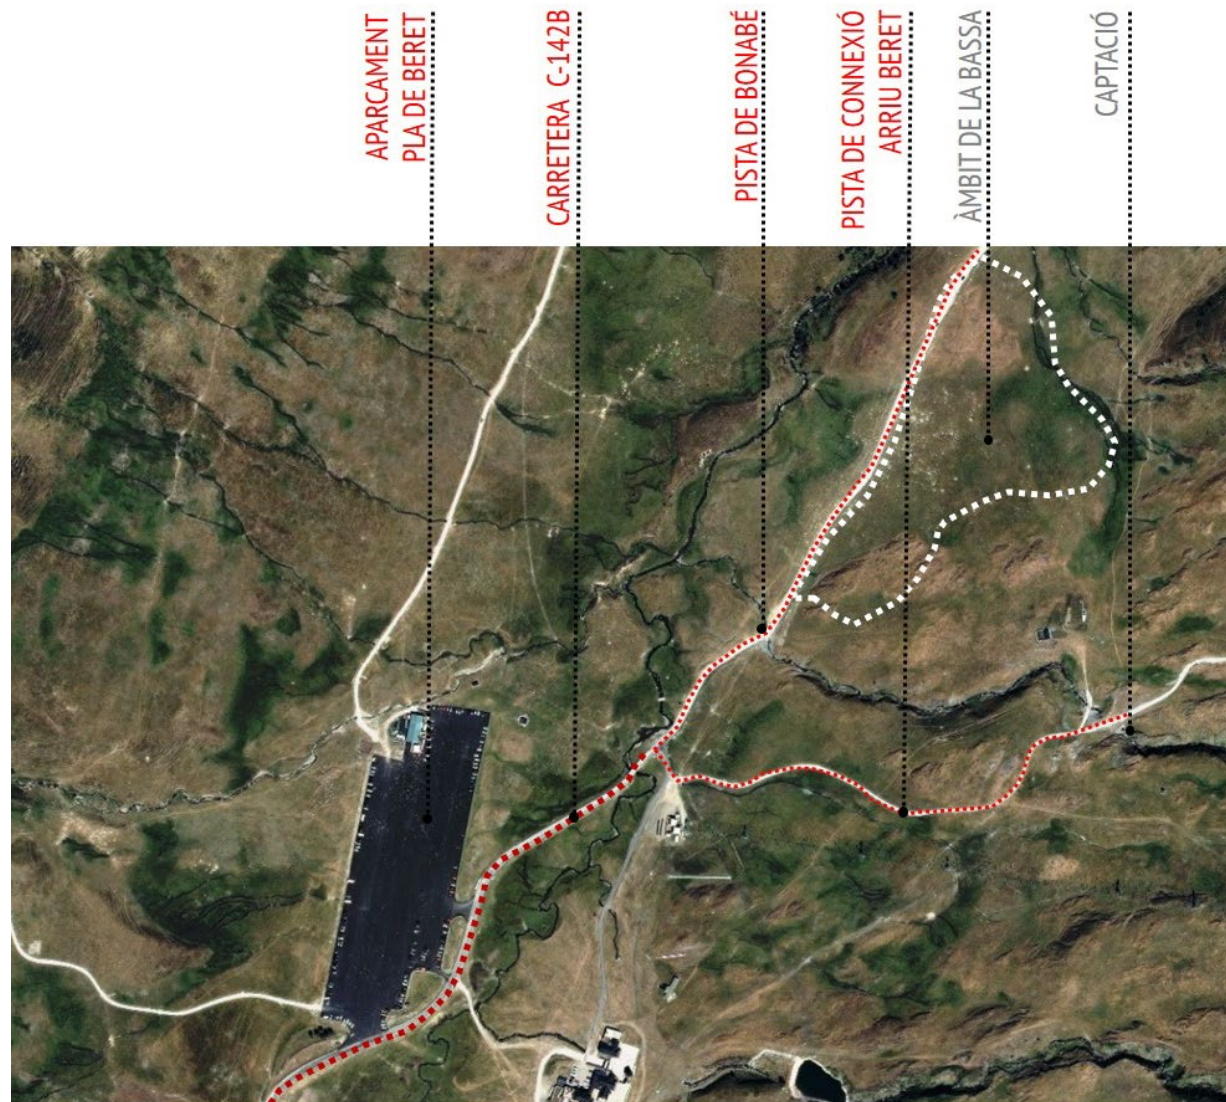 APARCAMENT
PLA DE BERET
CARRETERA C-142B
PISTA DE BONABÉ
PISTA DE CONNEXIÓ
ARRIU BERET
ÀMBIT DE LA BASSA
CAPTACIÓ